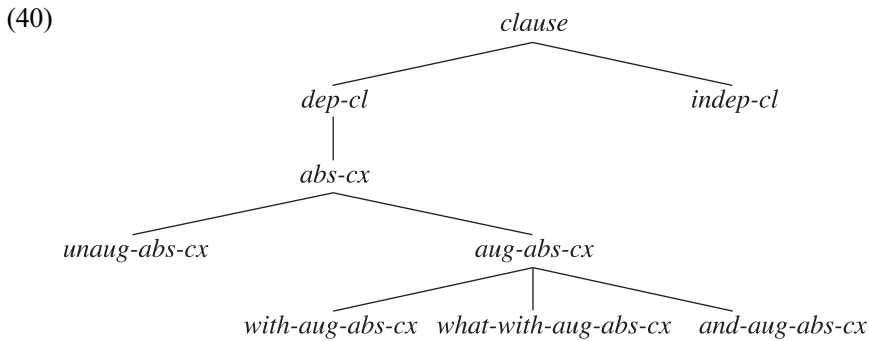 (40)
clause
dep-cl indep-cl
abs-cx
unaug-abs-cx aug-abs-cx
with-aug-abs-cx what-with-aug-abs-cx and-aug-abs-cx